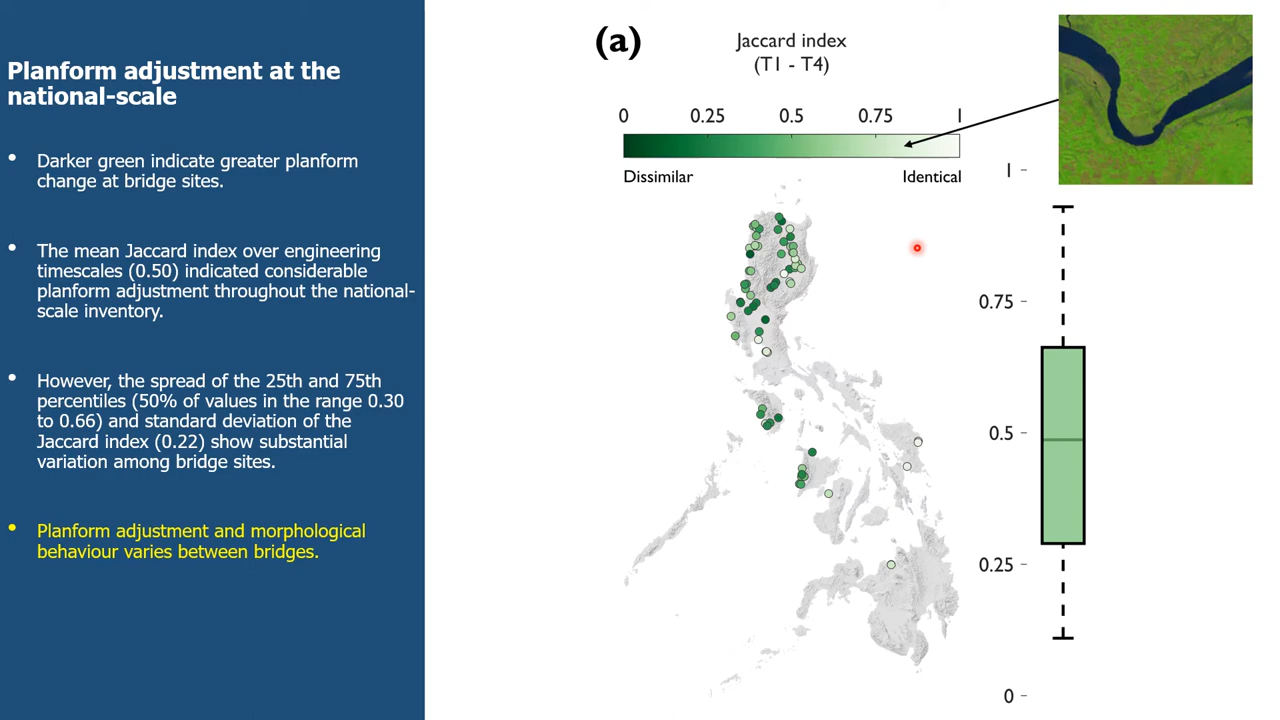 Planform adjustment at the
national-scale
• Darker green indicate greater planform
change at bridge sites.
• The mean Jaccard index over engineering
timescales (0.50) indicated considerable
planform adjustment throughout the national-
scale inventory.
• However, the spread of the 25th and 75th
percentiles (50% of values in the range 0.30
to 0.66) and standard deviation of the
Jaccard index (0.22) show substantial
variation among bridge sites.
• Planform adjustment and morphological
behaviour varies between bridges.
(a)
Jaccard index
(T1 - T4)
0 0.25 0.5 0.75 1
Dissimilar Identical
1
0.75
0.5
0.25
0